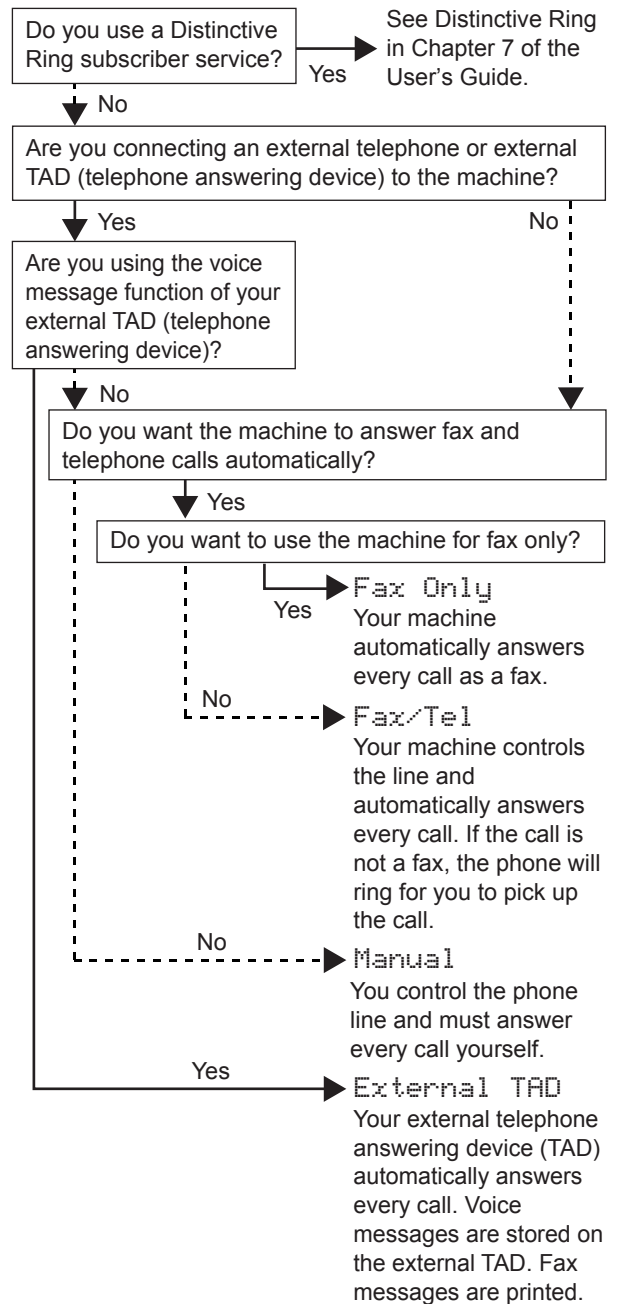 Do you use a Distinctive
Ring subscriber service?
Yes
See Distinctive Ring
in Chapter 7 of the
User's Guide.
No
Are you connecting an external telephone or external
TAD (telephone answering device) to the machine?
Yes
No
Are you using the voice
message function of your
external TAD (telephone
answering device)?
No
Do you want the machine to answer fax and
telephone calls automatically?
Yes
Do you want to use the machine for fax only?
Yes
Fax Only
Your machine
automatically answers
every call as a fax.
No
Fax/Tel
Your machine controls
the line and
automatically answers
every call. If the call is
not a fax, the phone will
ring for you to pick up
the call.
No
Manual
You control the phone
line and must answer
every call yourself.
Yes
External TAD
Your external telephone
answering device (TAD)
automatically answers
every call. Voice
messages are stored on
the external TAD. Fax
messages are printed.